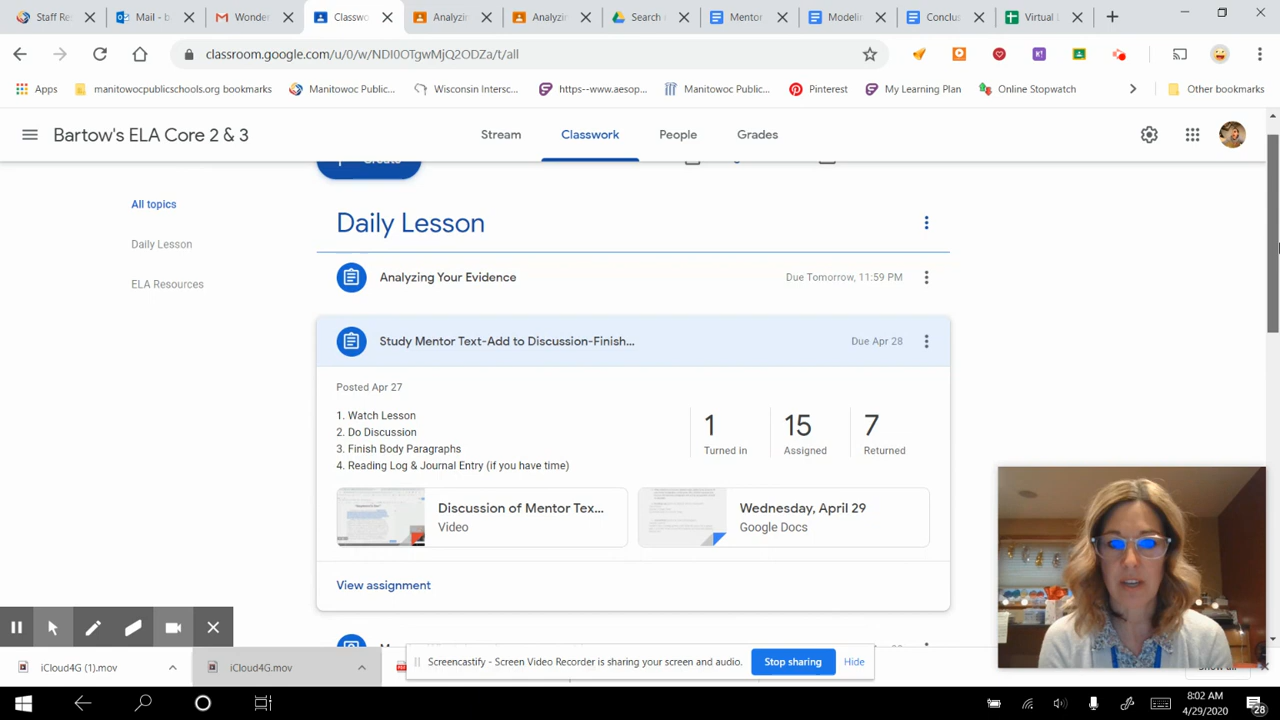 Staff Re
Mail - b
Wonder
Classwo
Analyzin
Analyzin
Search i
Mentor
Modelin
Conclus
Virtual L
classroom.google.com/u/0/w/NDI0OTgwMjQ2ODZa/t/all
Apps
manitowocpublicschools.org bookmarks
Manitowoc Public...
Wisconsin Intersc...
https--www.aesop...
Manitowoc Public...
Pinterest
My Learning Plan
Online Stopwatch
Other bookmarks
Bartow's ELA Core 2 & 3
Stream
Classwork
People
Grades
All topics
Daily Lesson
ELA Resources
Daily Lesson
Analyzing Your Evidence
Due Tomorrow, 11:59 PM
Study Mentor Text-Add to Discussion-Finish...
Due Apr 28
Posted Apr 27
1. Watch Lesson
2. Do Discussion
3. Finish Body Paragraphs
4. Reading Log & Journal Entry (if you have time)
1
Turned in
15
Assigned
7
Returned
Discussion of Mentor Tex...
Video
Wednesday, April 29
Google Docs
View assignment
iCloud4G (1).mov
iCloud4G.mov
Screencastify - Screen Video Recorder is sharing your screen and audio.
Stop sharing
Hide
8:02 AM
4/29/2020
28